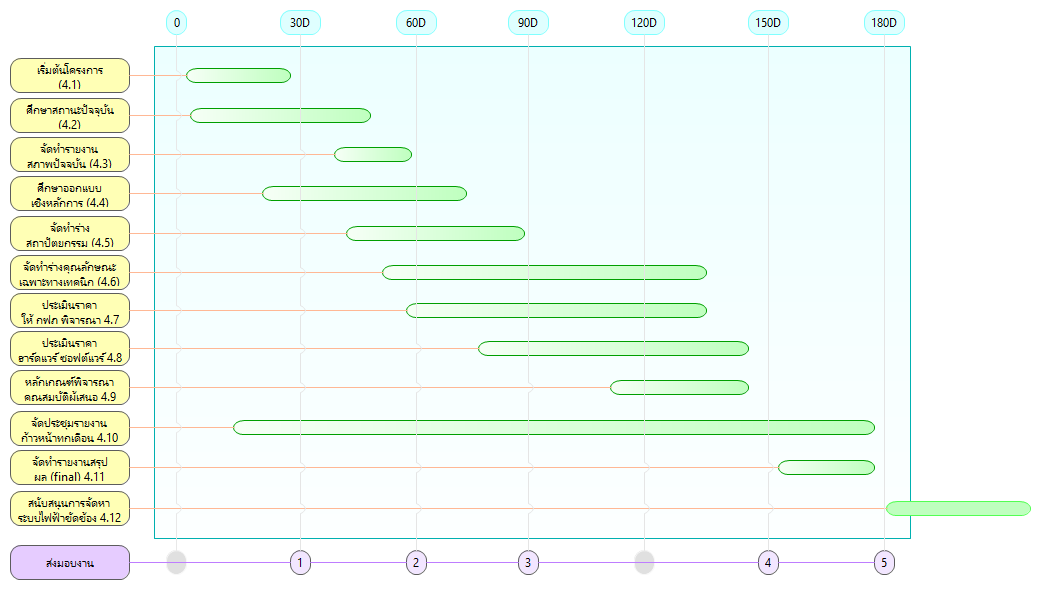 0 30D 60D 90D 120D 150D 180D
เริ่มต้นโครงการ
(4.1)
ศึกษาสถานะปัจจุบัน
(4.2)
จัดทำรายงาน
สภาพปัจจุบัน (4.3)
ศึกษาออกแบบ
เชิงหลักการ (4.4)
จัดทำร่าง
สถาปัตยกรรม (4.5)
จัดทำร่างคุณลักษณะ
เฉพาะทางเทคนิก (4.6)
ประเมินราคา
ให้ กฟภ พิจารณา 4.7
ประเมินราคา
ฮาร์ดแวร์ ซอฟต์แวร์ 4.8
หลักเกณฑ์พิจารณา
คุณสมบัติผู้เสนอ 4.9
จัดประชุมรายงาน
ก้าวหน้าทุกเดือน 4.10
จัดทำรายงานสรุป
ผล (final) 4.11
สนับสนุนการจัดหา
ระบบไฟฟ้าขัดข้อง 4.12
ส่งมอบงาน 1 2 3 4 5